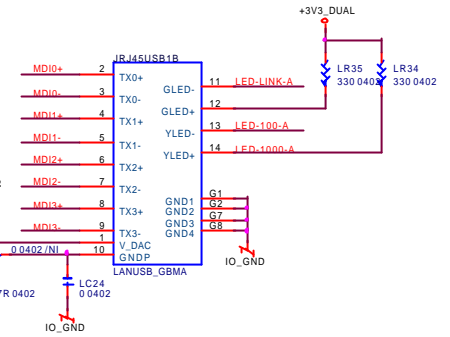 +3V3_DUAL
JRJ45USB1B
LR35
330 0402
LR34
330 0402
MDI0+ 2 TX0+
MDI0- 3 TX0-
MDI1+ 4 TX1+
MDI1- 5 TX1-
MDI2+ 6 TX2+
MDI2- 7 TX2-
MDI3+ 8 TX3+
MDI3- 9 TX3-
1 V_DAC
0 0402 /NI 10 GNDP
GLED- 11 LED-LINK-A
GLED+ 12
YLED- 13 LED-100-A
YLED+ 14 LED-1000-A
GND1 G1
GND2 G2
GND3 G7
GND4 G8
IO_GND
LANUSB_GBMA
LC24
0 0402
7R 0402
IO_GND